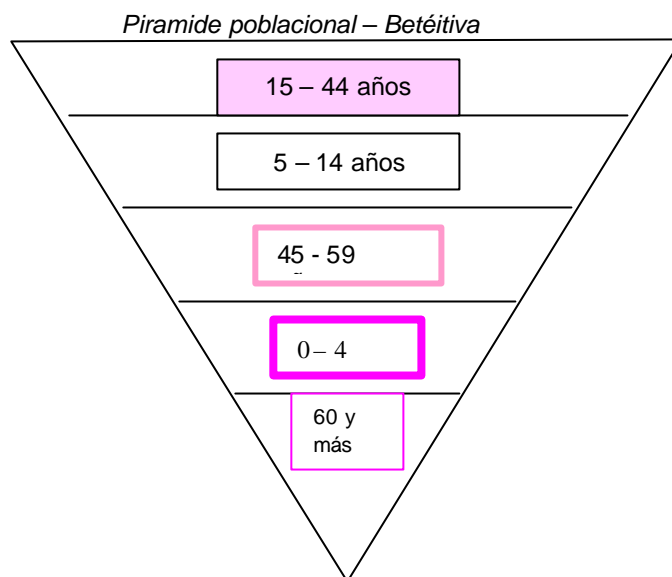 Piramide poblacional – Betéitiva
15 – 44 años
5 – 14 años
45 - 59
0 – 4
60 y
más